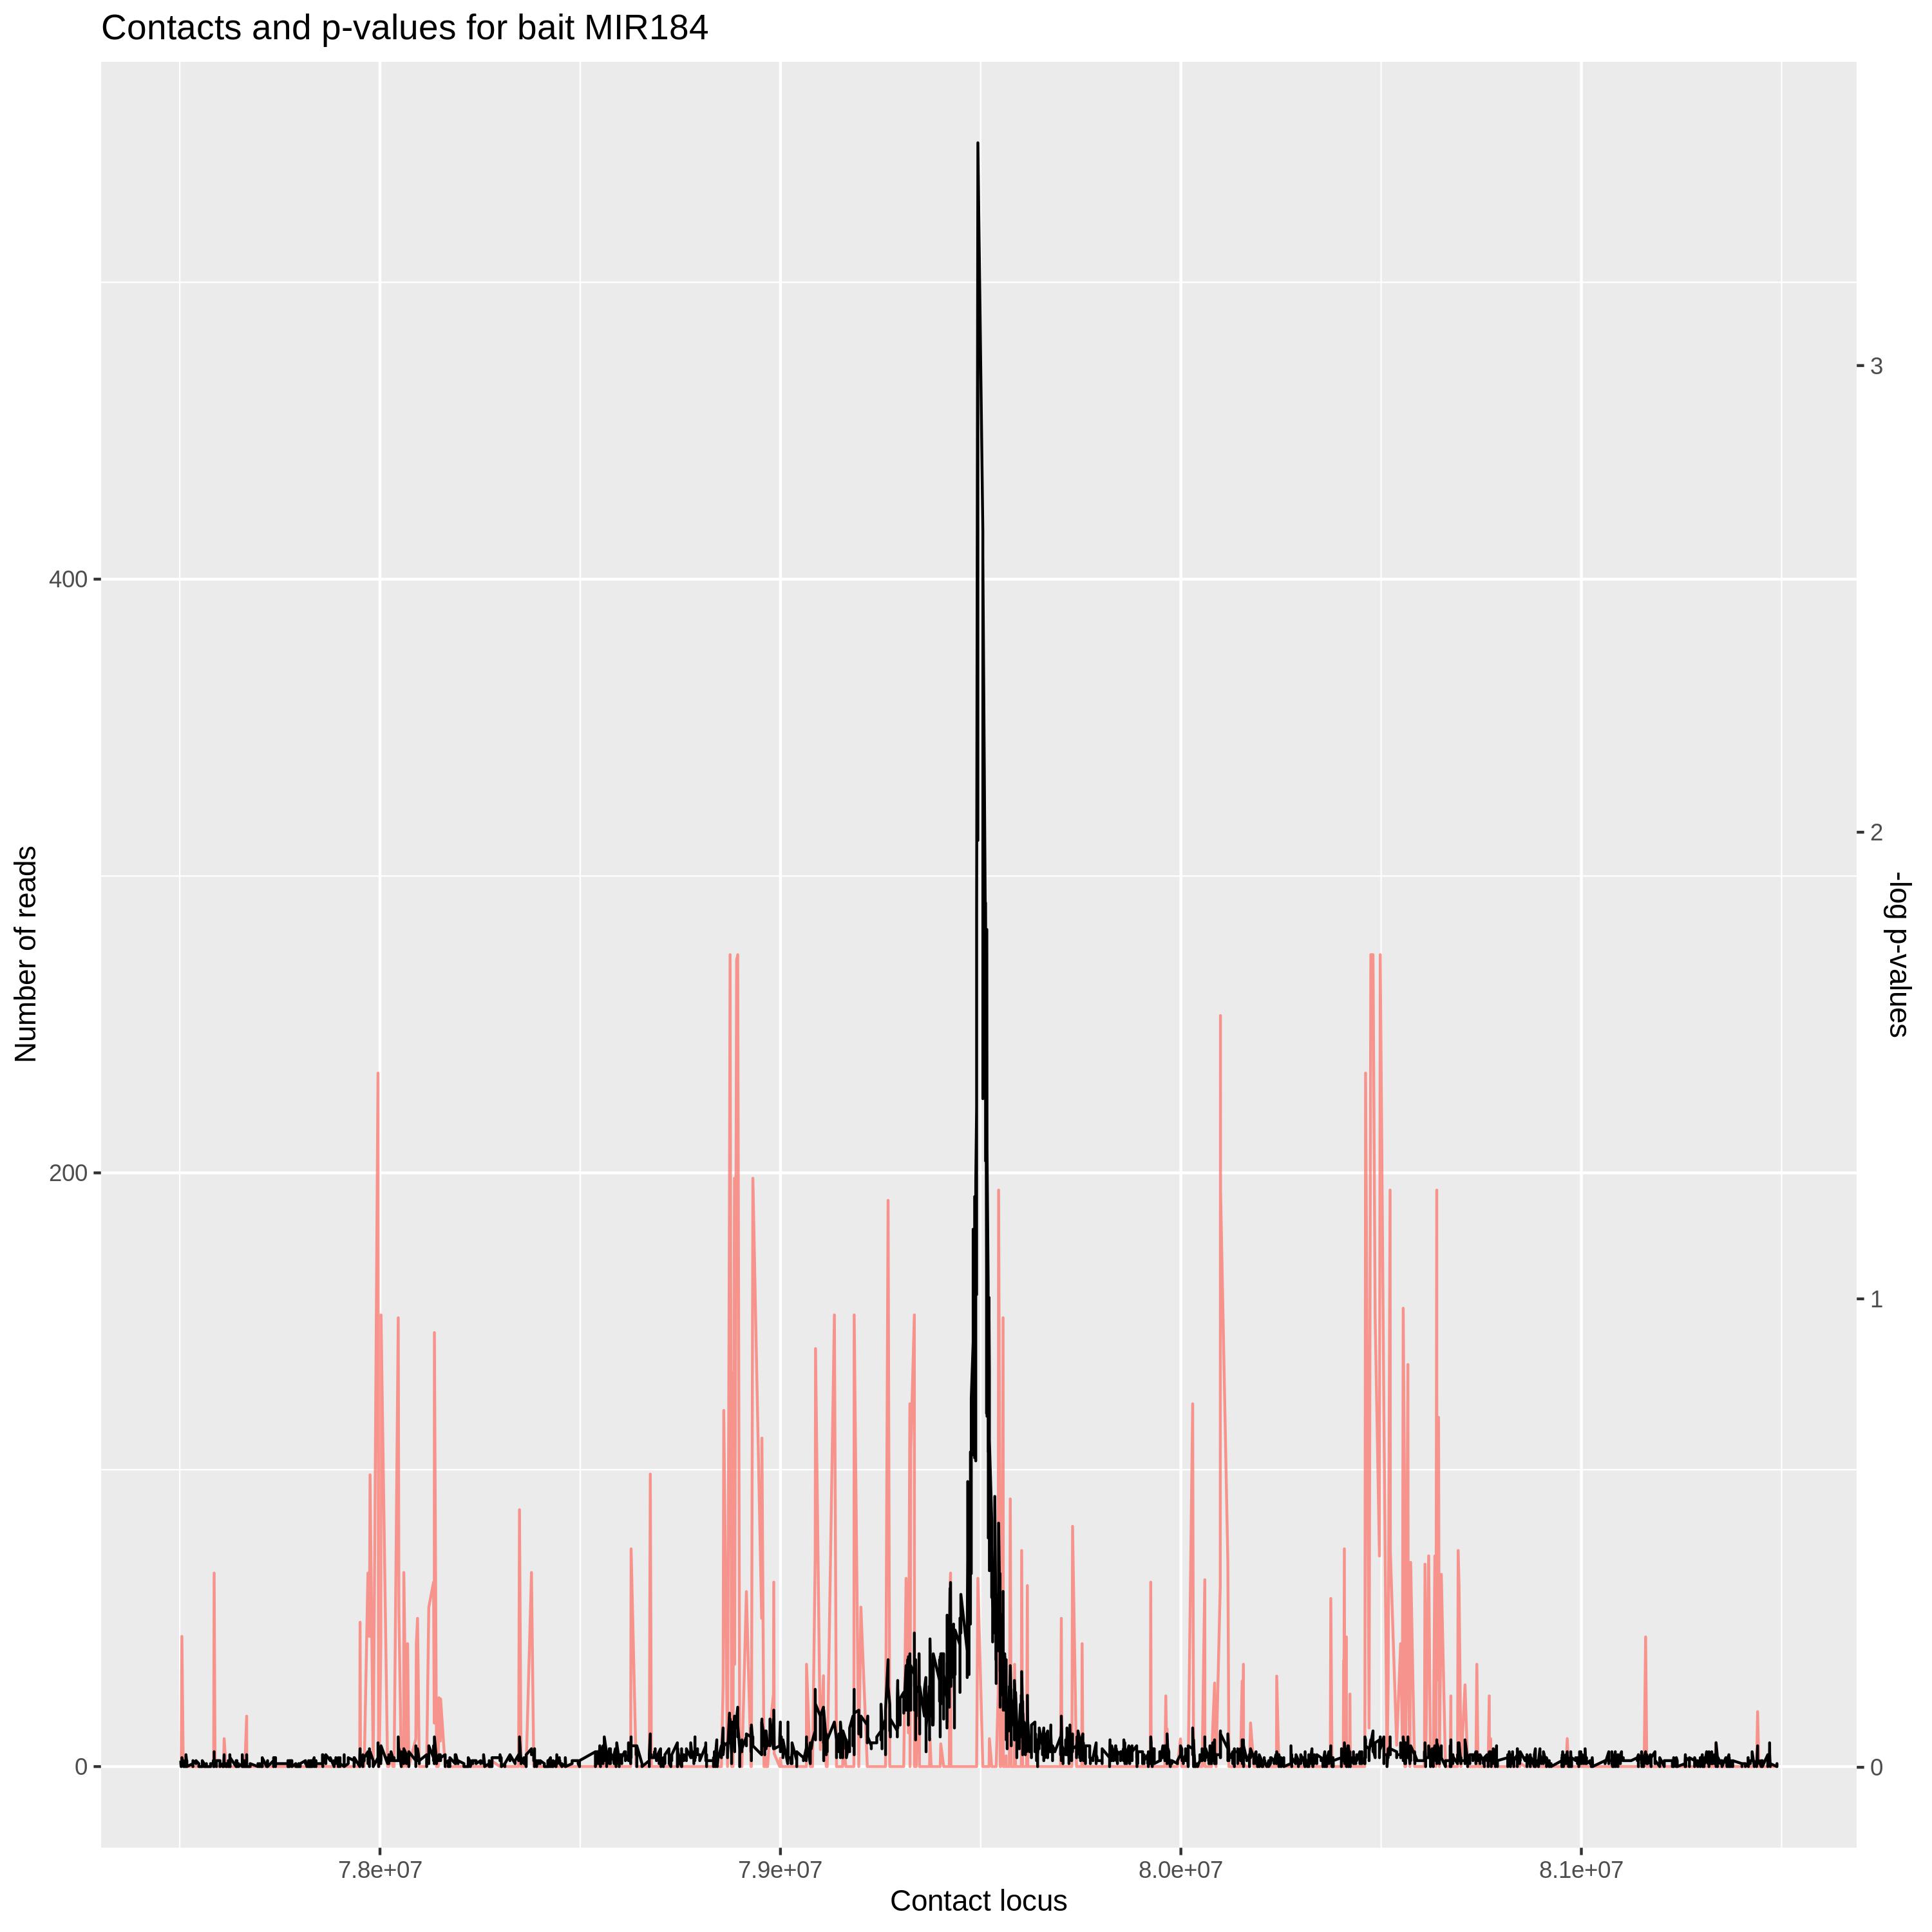 Contacts and p-values for bait MIR184
Number of reads
400
200
0
3
2
1
0
-log p-values
7.8e+07
7.9e+07
8.0e+07
8.1e+07
Contact locus